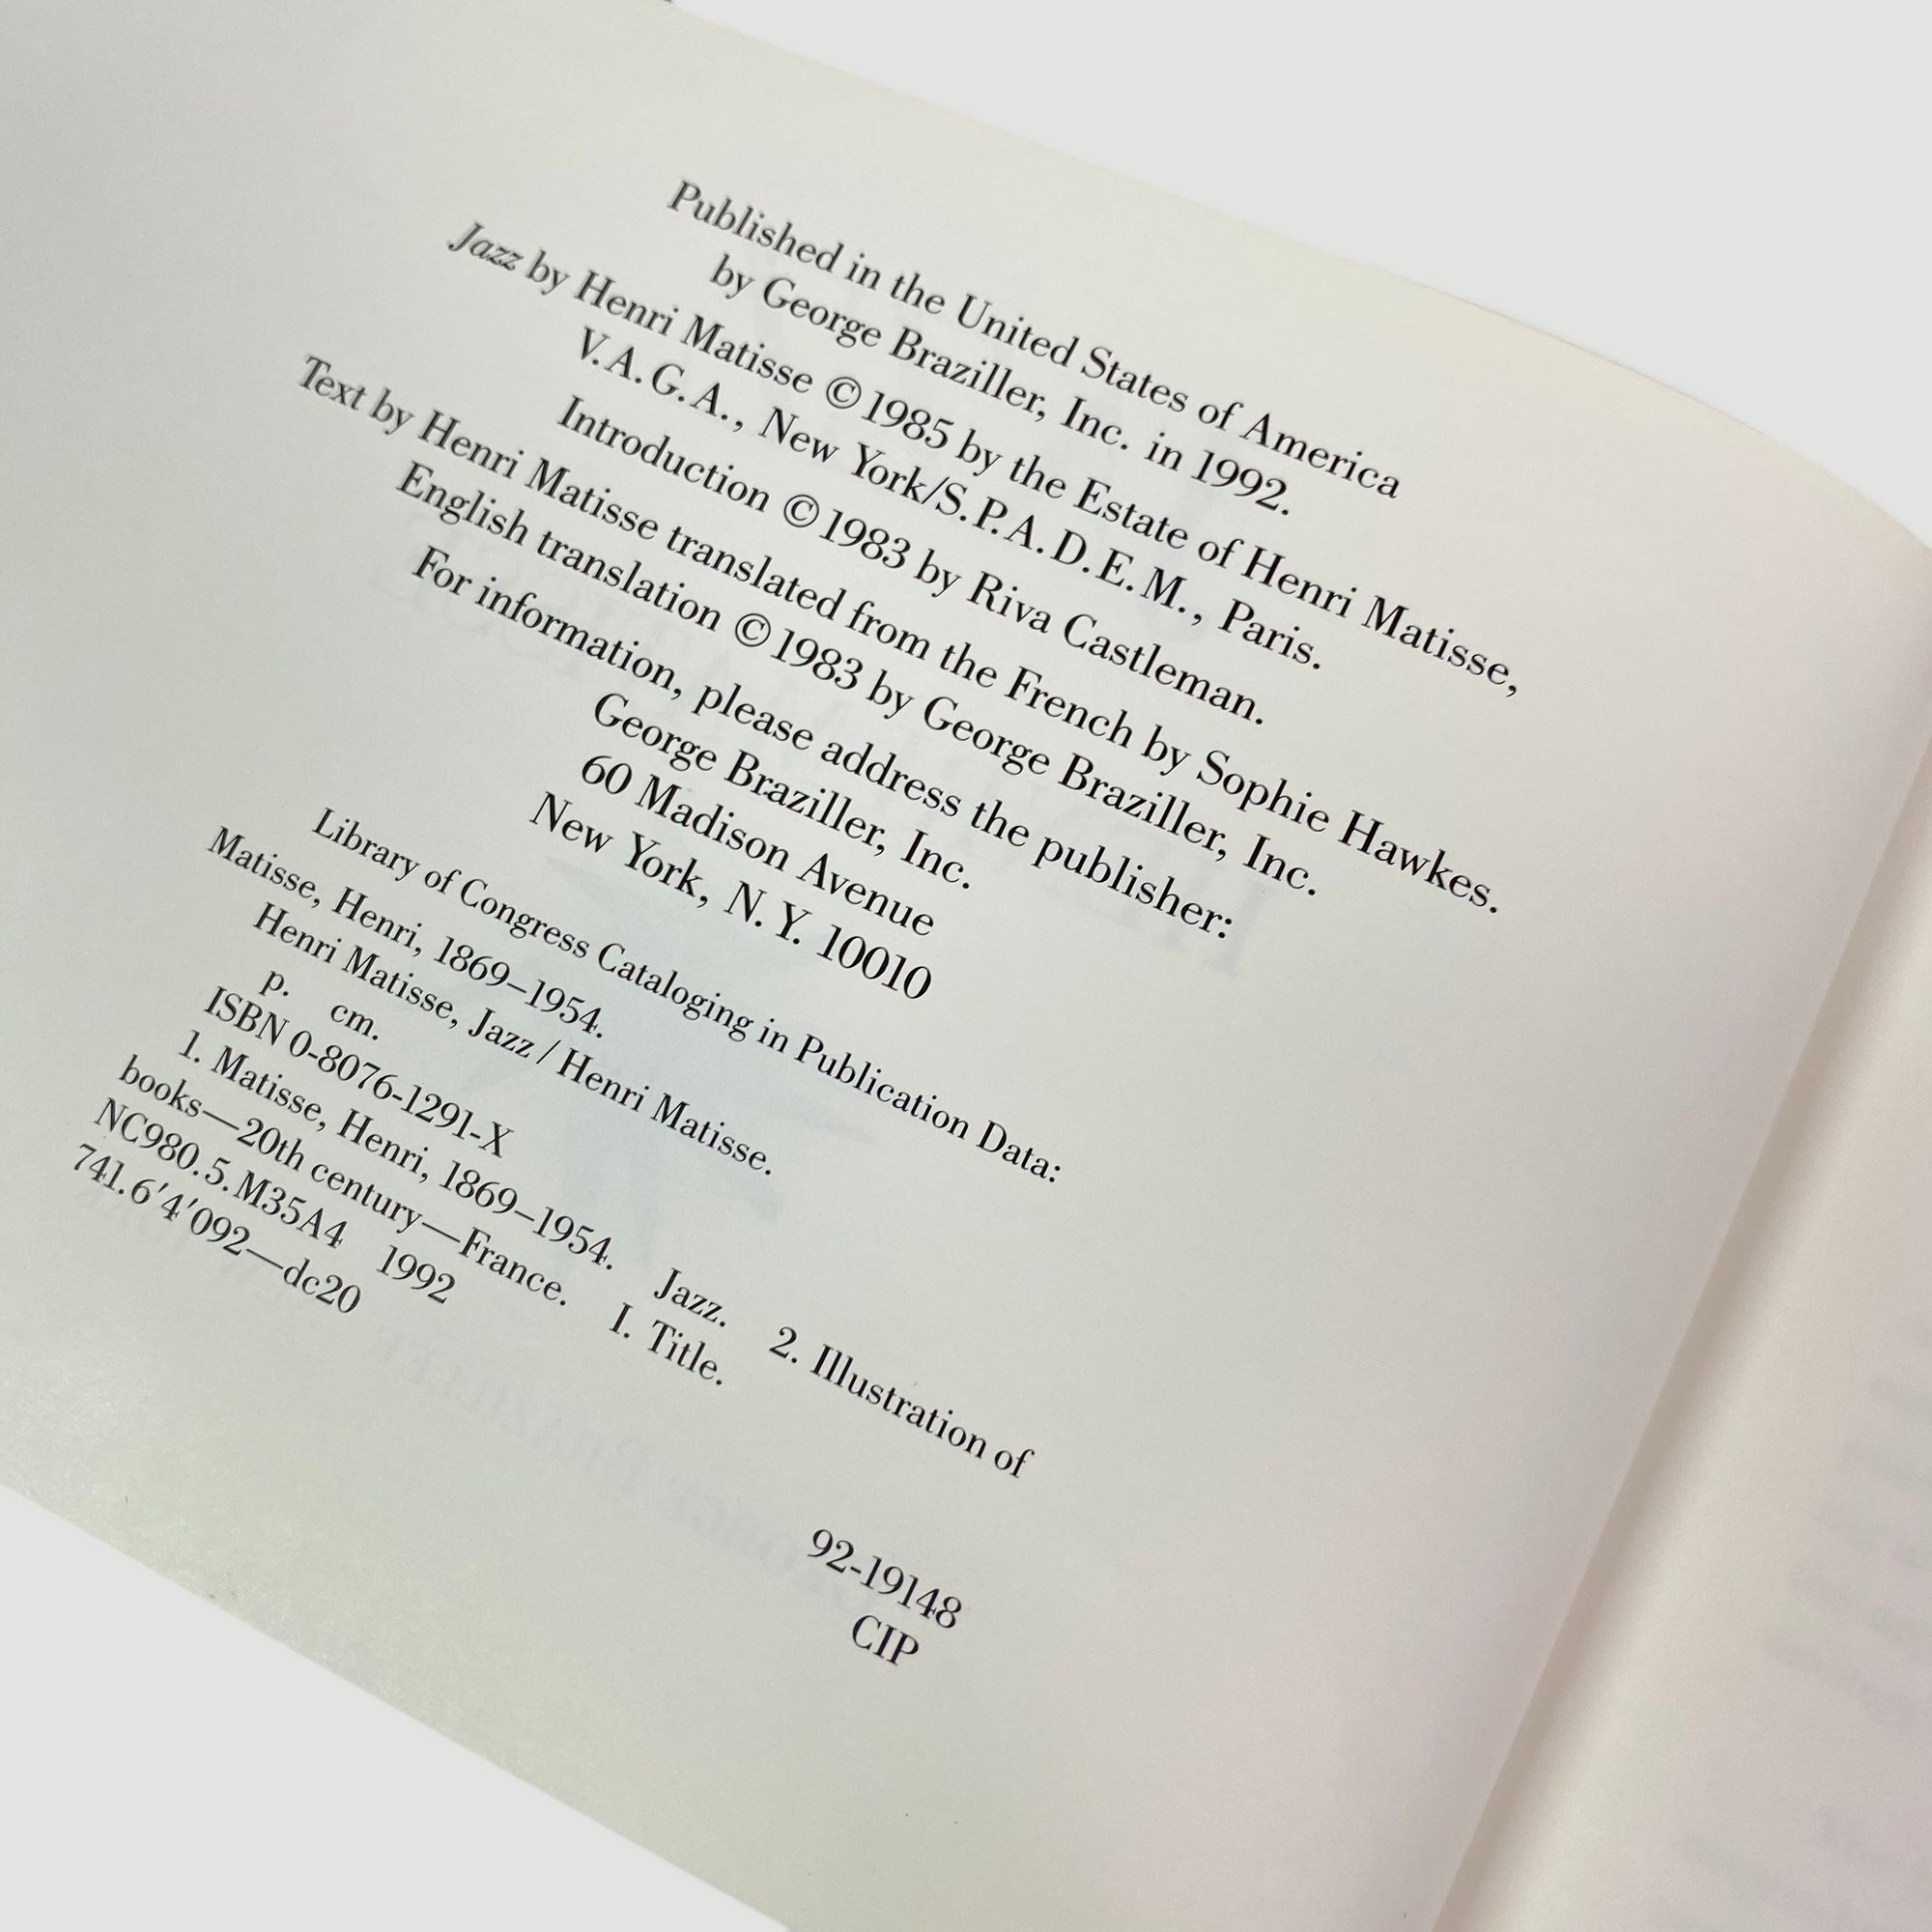 Published in the United States of America
by George Braziller, Inc. in 1992.
Jazz by Henri Matisse © 1985 by the Estate of Henri Matisse,
V.A.G.A., New York/S.P.A.D.E.M., Paris.
Introduction © 1983 by Riva Castleman.
Text by Henri Matisse translated from the French by Sophie Hawkes.
English translation © 1983 by George Braziller, Inc.
For information, please address the publisher:
George Braziller, Inc.
60 Madison Avenue
New York, N.Y. 10010
Library of Congress Cataloging in Publication Data:
Matisse, Henri, 1869–1954.
Henri Matisse, Jazz / Henri Matisse.
p. cm.
ISBN 0-8076-1291-X
1. Matisse, Henri, 1869–1954. Jazz. 2. Illustration of
books—20th century—France. I. Title.
NC980.5.M35A4 1992
741.6′4′092—dc20
92-19148
CIP